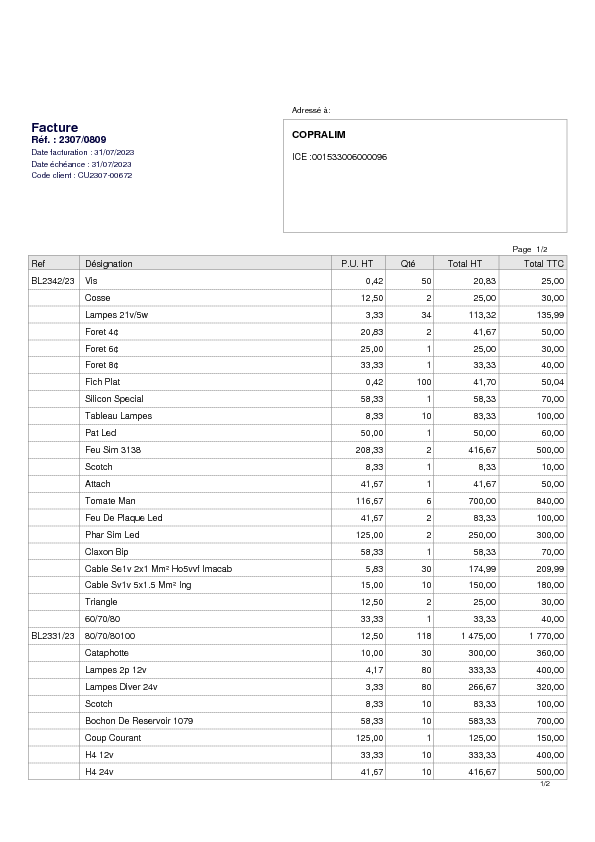 Adressé à:
Facture
Réf. : 2307/0809
Date facturation : 31/07/2023
Date échéance : 31/07/2023
Code client : CU2307-00672
COPRALIM
ICE :001533006000096
Page 1/2
Ref Désignation P.U. HT Qté Total HT Total TTC
BL2342/23 Vis 0,42 50 20,83 25,00
Cosse 12,50 2 25,00 30,00
Lampes 21v/5w 3,33 34 113,32 135,99
Foret 4¢ 20,83 2 41,67 50,00
Foret 6¢ 25,00 1 25,00 30,00
Foret 8¢ 33,33 1 33,33 40,00
Fich Plat 0,42 100 41,70 50,04
Silicon Special 58,33 1 58,33 70,00
Tableau Lampes 8,33 10 83,33 100,00
Pat Led 50,00 1 50,00 60,00
Feu Sim 3138 208,33 2 416,67 500,00
Scotch 8,33 1 8,33 10,00
Attach 41,67 1 41,67 50,00
Tomate Man 116,67 6 700,00 840,00
Feu De Plaque Led 41,67 2 83,33 100,00
Phar Sim Led 125,00 2 250,00 300,00
Claxon Bip 58,33 1 58,33 70,00
Cable Se1v 2x1 Mm² Ho5vvf Imacab 5,83 30 174,99 209,99
Cable Sv1v 5x1.5 Mm² Ing 15,00 10 150,00 180,00
Triangle 12,50 2 25,00 30,00
60/70/80 33,33 1 33,33 40,00
BL2331/23 80/70/80100 12,50 118 1 475,00 1 770,00
Cataphotte 10,00 30 300,00 360,00
Lampes 2p 12v 4,17 80 333,33 400,00
Lampes Diver 24v 3,33 80 266,67 320,00
Scotch 8,33 10 83,33 100,00
Bochon De Reservoir 1079 58,33 10 583,33 700,00
Coup Courant 125,00 1 125,00 150,00
H4 12v 33,33 10 333,33 400,00
H4 24v 41,67 10 416,67 500,00
1/2